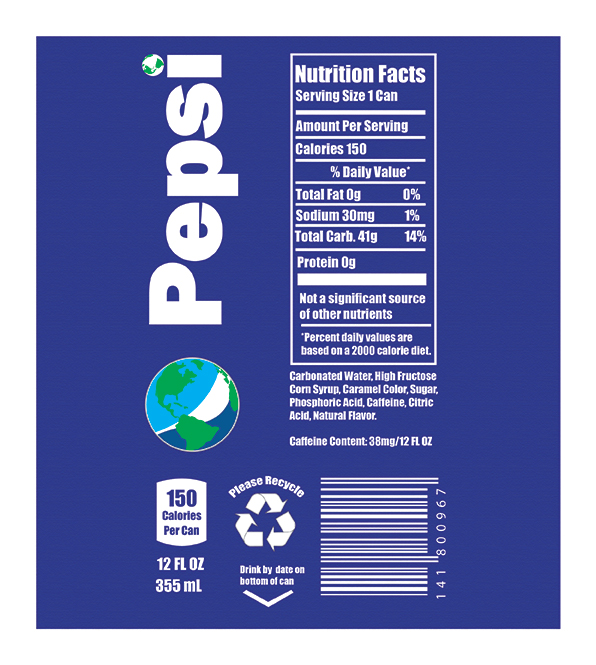 Pepsi
Nutrition Facts
Serving Size 1 Can
Amount Per Serving
Calories 150
% Daily Value*
Total Fat 0g 0%
Sodium 30mg 1%
Total Carb. 41g 14%
Protein 0g
Not a significant source
of other nutrients
*Percent daily values are
based on a 2000 calorie diet.
Carbonated Water, High Fructose
Corn Syrup, Caramel Color, Sugar,
Phosphoric Acid, Caffeine, Citric
Acid, Natural Flavor.
Caffeine Content: 38mg/12 FL OZ
150
Calories
Per Can
12 FL OZ
355 mL
Please Recycle
Drink by date on
bottom of can
141 800967